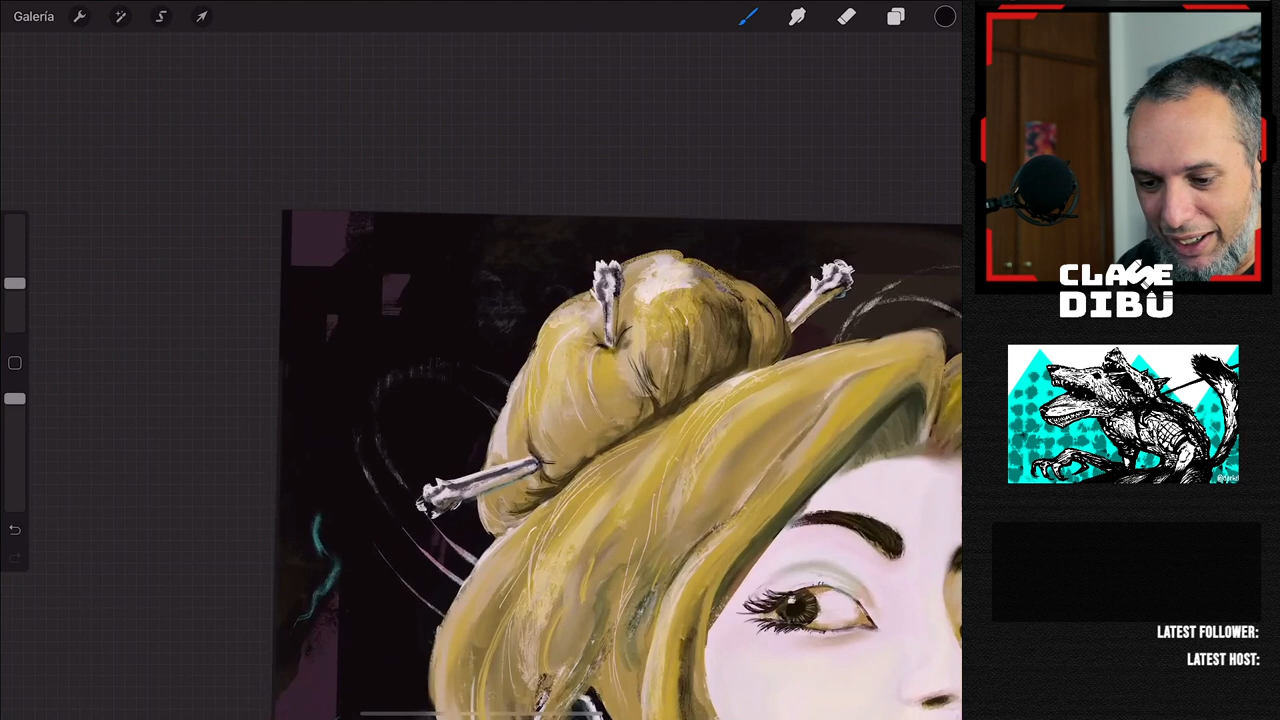 Galería
CLASE
DIBU
LATEST FOLLOWER:
LATEST HOST: